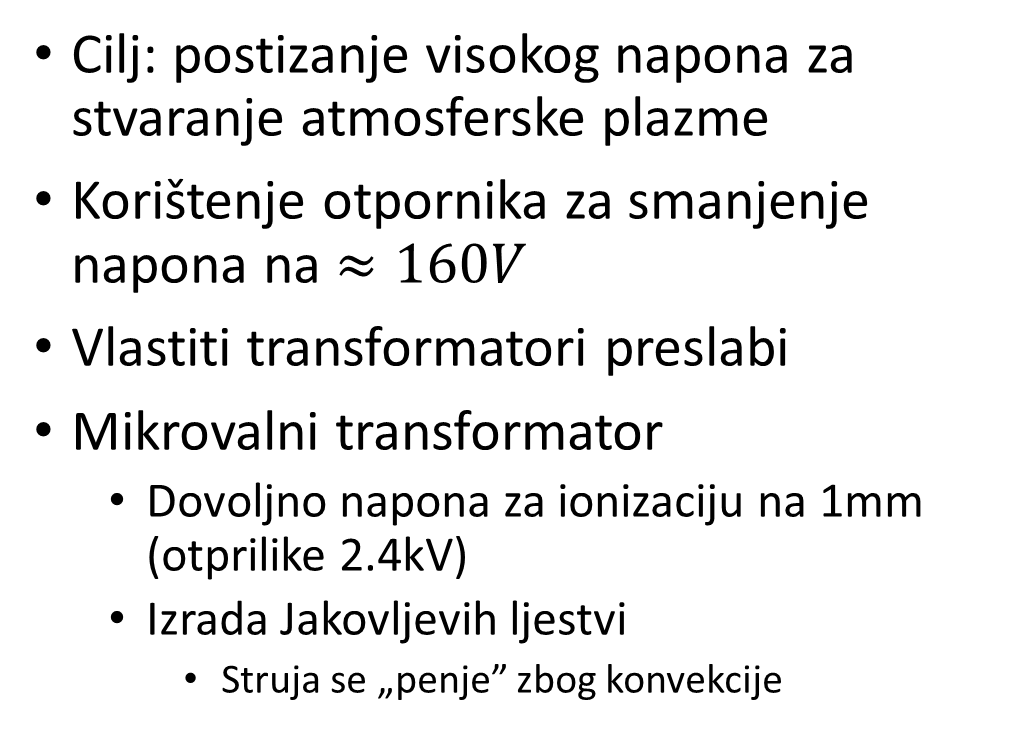 • Cilj: postizanje visokog napona za
stvaranje atmosferske plazme
• Korištenje otpornika za smanjenje
napona na ≈ 160V
• Vlastiti transformatori preslabi
• Mikrovalni transformator
• Dovoljno napona za ionizaciju na 1mm
(otprilike 2.4kV)
• Izrada Jakovljevih ljestvi
• Struja se „penje” zbog konvekcije